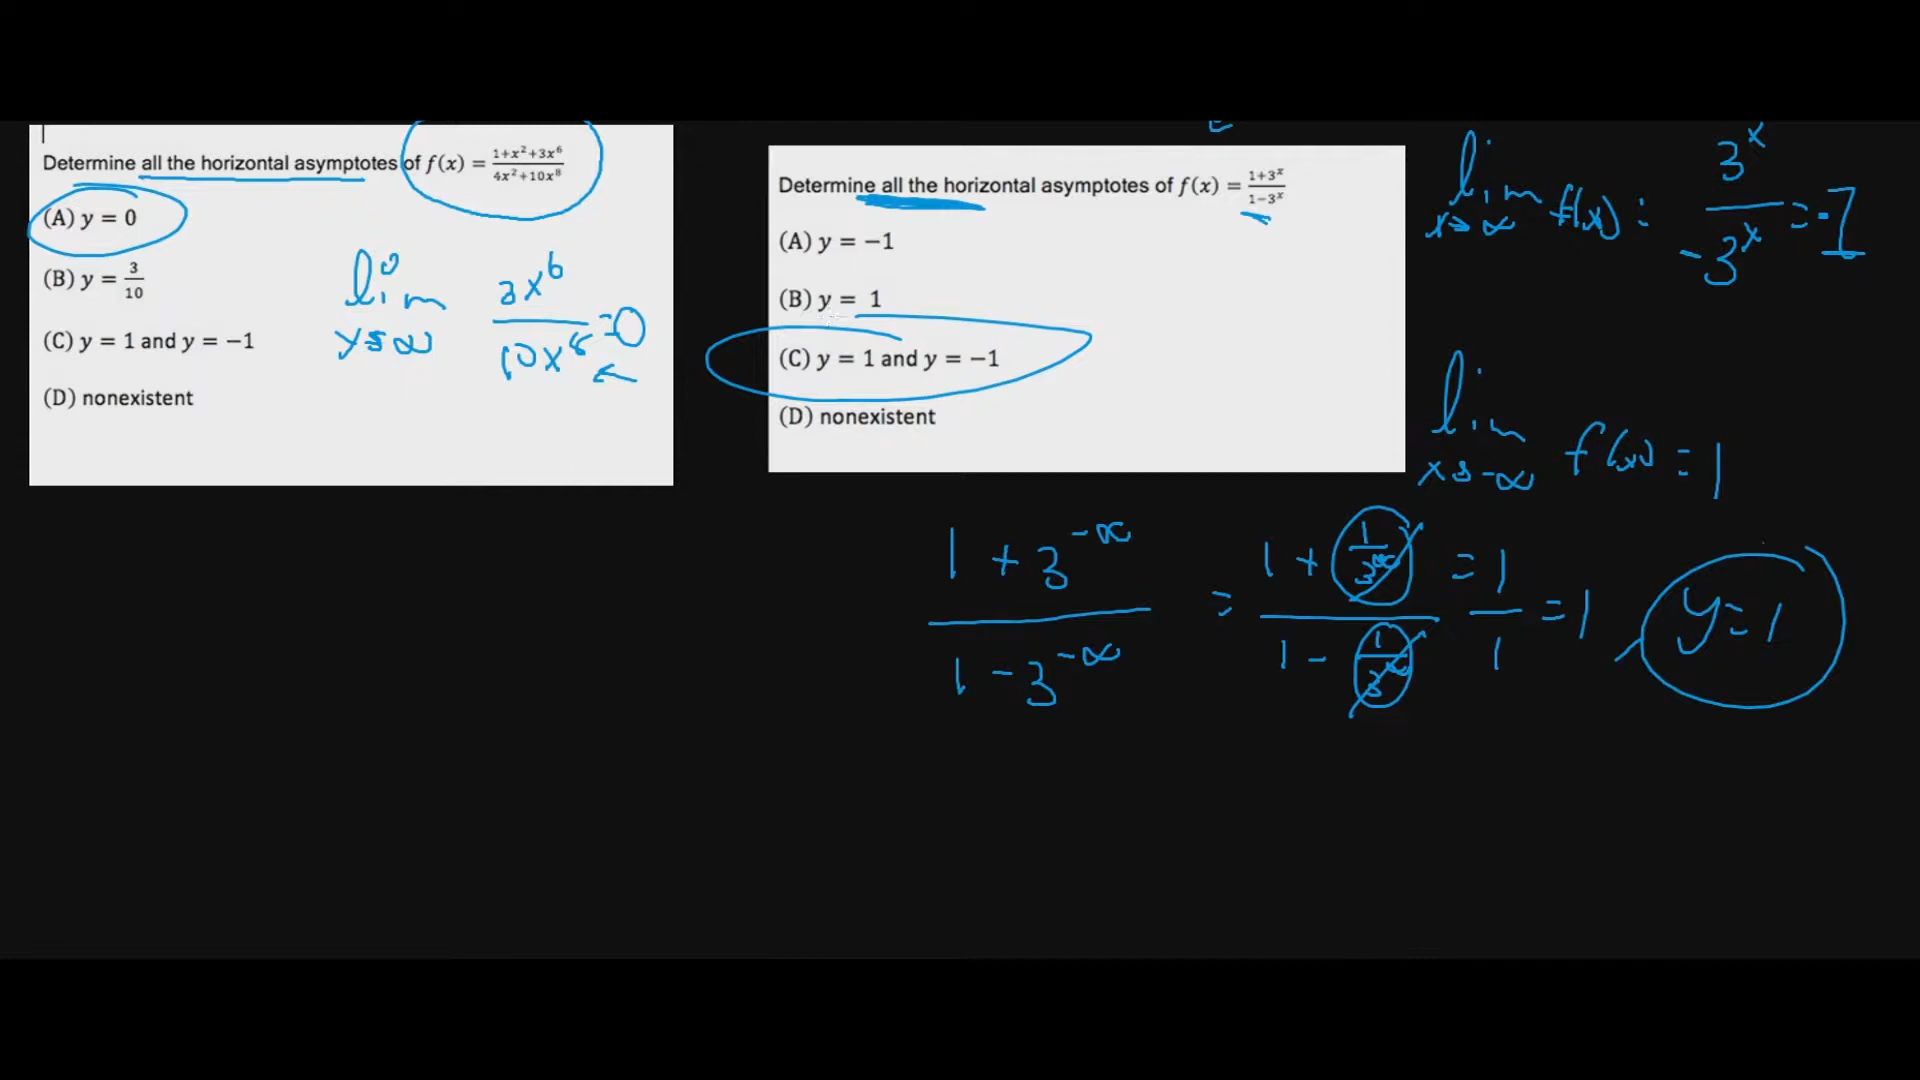 Determine all the horizontal asymptotes of f(x) = (1+x²+3x⁶)/(4x²+10x⁸)
(A) y = 0
(B) y = 3/10
(C) y = 1 and y = −1
(D) nonexistent
lim 3x⁶
x→∞ 10x⁸ =0
Determine all the horizontal asymptotes of f(x) = (1+3ˣ)/(1−3ˣ)
(A) y = −1
(B) y = 1
(C) y = 1 and y = −1
(D) nonexistent
lim f(x) = 3ˣ/−3ˣ = -1
x→∞
lim f(x) = 1
x→-∞
(1 + 3^-∞)/(1 - 3^-∞) = (1 + 1/3^∞)/(1 - 1/3^∞) = 1/1 = 1
y=1